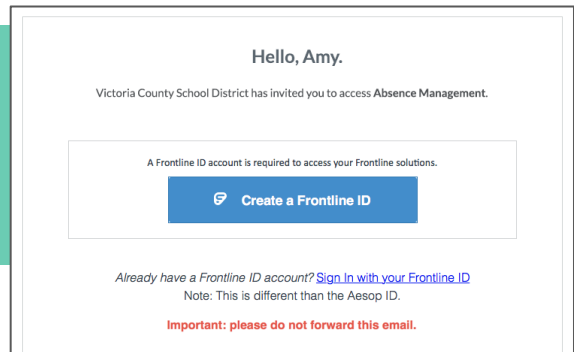 Hello, Amy.
Victoria County School District has invited you to access Absence Management.
A Frontline ID account is required to access your Frontline solutions.
Create a Frontline ID
Already have a Frontline ID account? Sign In with your Frontline ID
Note: This is different than the Aesop ID.
Important: please do not forward this email.